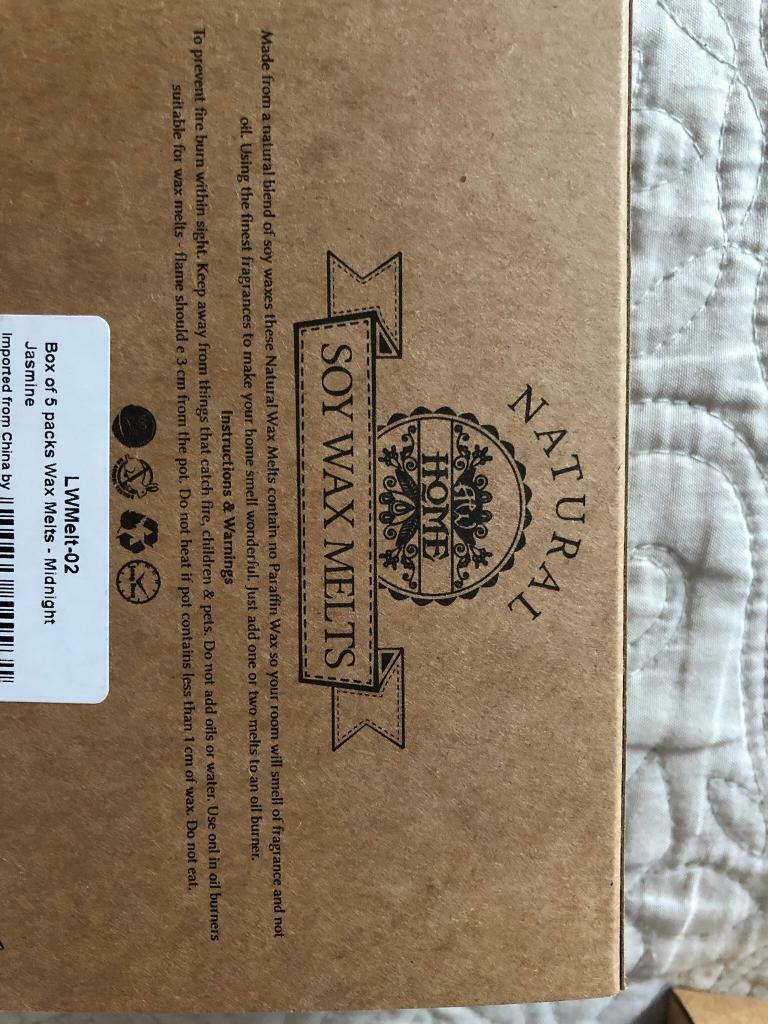 NATURAL
HOME
SOY WAX MELTS
Made from a natural blend of soy waxes these Natural Wax Melts contain no Paraffin Wax so your room will smell of fragrance and not
oil. Using the finest fragrances to make your home smell wonderful. Just add one or two melts to an oil burner.
Instructions & Warnings
To prevent fire burn within sight. Keep away from things that catch fire, children & pets. Do not add oils or water. Use onl in oil burners
suitable for wax melts - flame should e 3 cm from the pot. Do not heat if pot contains less than 1 cm of wax. Do not eat.
LWMelt-02
Box of 5 packs Wax Melts - Midnight
Jasmine
Imported from China by